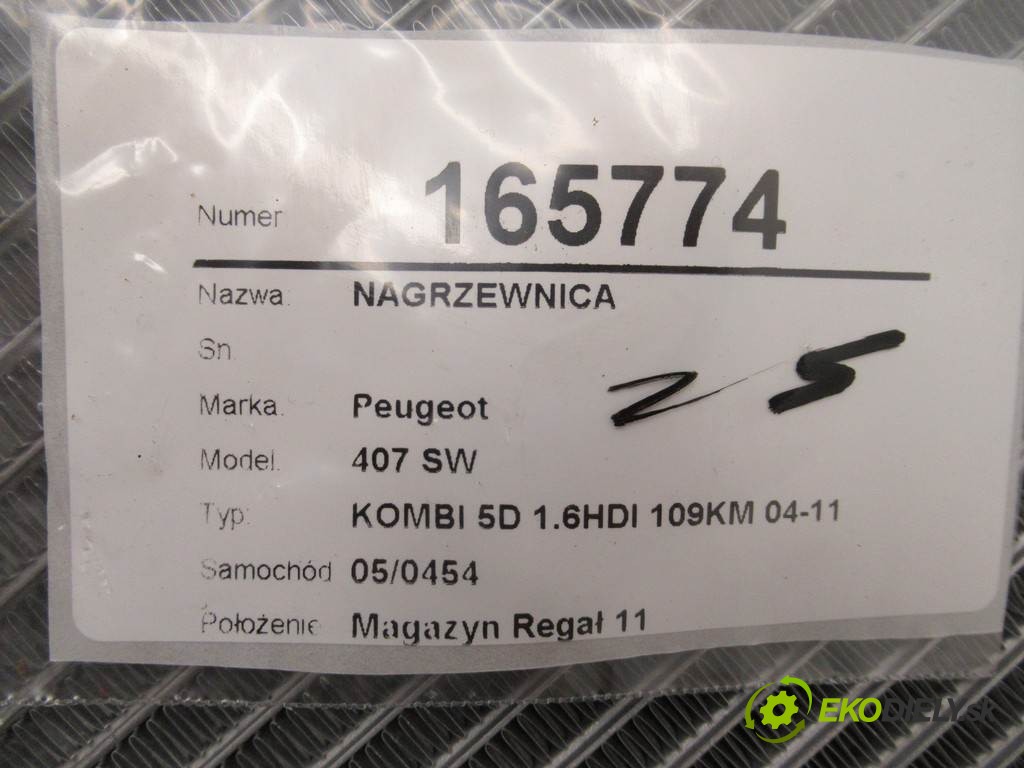 Numer 165774
Nazwa: NAGRZEWNICA
Sn.
25
Marka: Peugeot
Model: 407 SW
Typ: KOMBI 5D 1.6HDI 109KM 04-11
Samochód 05/0454
Położenie Magazyn Regał 11
EKODIELY.sk